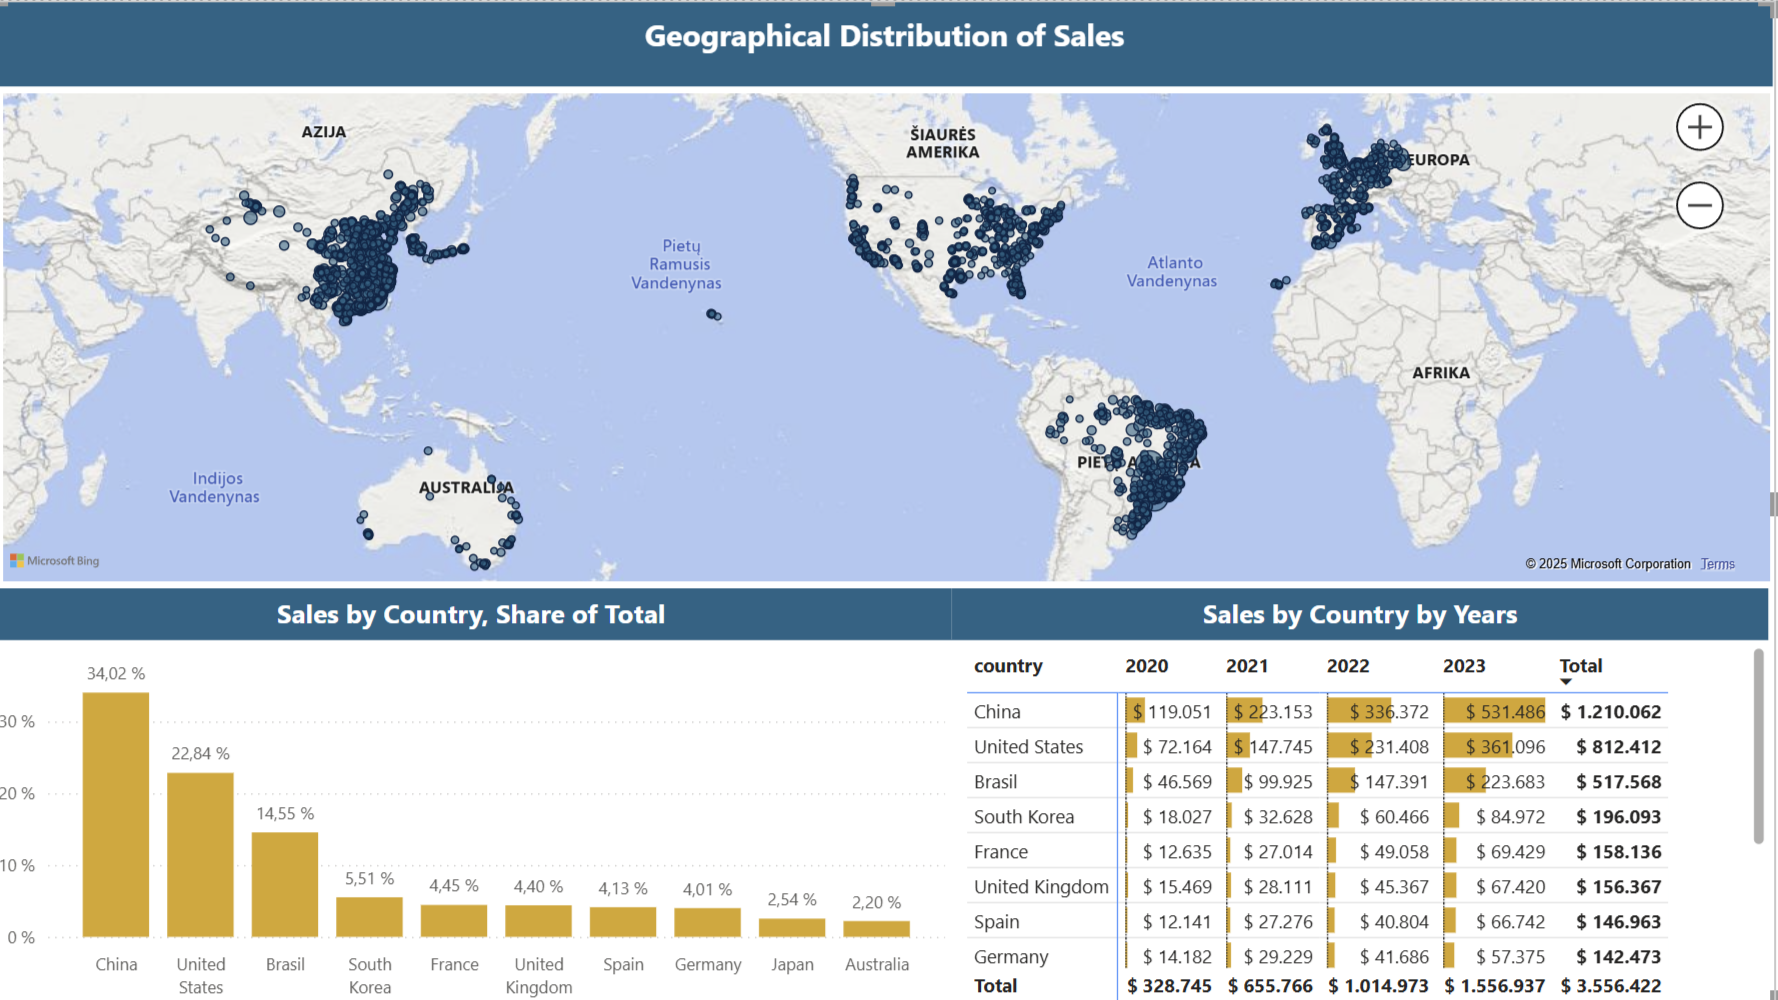 Geographical Distribution of Sales
AZIJA
ŠIAURĖS
AMERIKA
EUROPA
Pietų
Ramusis
Vandenynas
Atlanto
Vandenynas
AFRIKA
Indijos
Vandenynas
AUSTRALIJA
Microsoft Bing
© 2025 Microsoft Corporation Terms
Sales by Country, Share of Total
34,02 %
22,84 %
14,55 %
5,51 %
4,45 %
4,40 %
4,13 %
4,01 %
2,54 %
2,20 %
30 %
20 %
10 %
0 %
China
United
States
Brasil
South
Korea
France
United
Kingdom
Spain
Germany
Japan
Australia
Sales by Country by Years
country 2020 2021 2022 2023 Total
China $ 119.051 $ 223.153 $ 336.372 $ 531.486 $ 1.210.062
United States $ 72.164 $ 147.745 $ 231.408 $ 361.096 $ 812.412
Brasil $ 46.569 $ 99.925 $ 147.391 $ 223.683 $ 517.568
South Korea $ 18.027 $ 32.628 $ 60.466 $ 84.972 $ 196.093
France $ 12.635 $ 27.014 $ 49.058 $ 69.429 $ 158.136
United Kingdom $ 15.469 $ 28.111 $ 45.367 $ 67.420 $ 156.367
Spain $ 12.141 $ 27.276 $ 40.804 $ 66.742 $ 146.963
Germany $ 14.182 $ 29.229 $ 41.686 $ 57.375 $ 142.473
Total $ 328.745 $ 655.766 $ 1.014.973 $ 1.556.937 $ 3.556.422